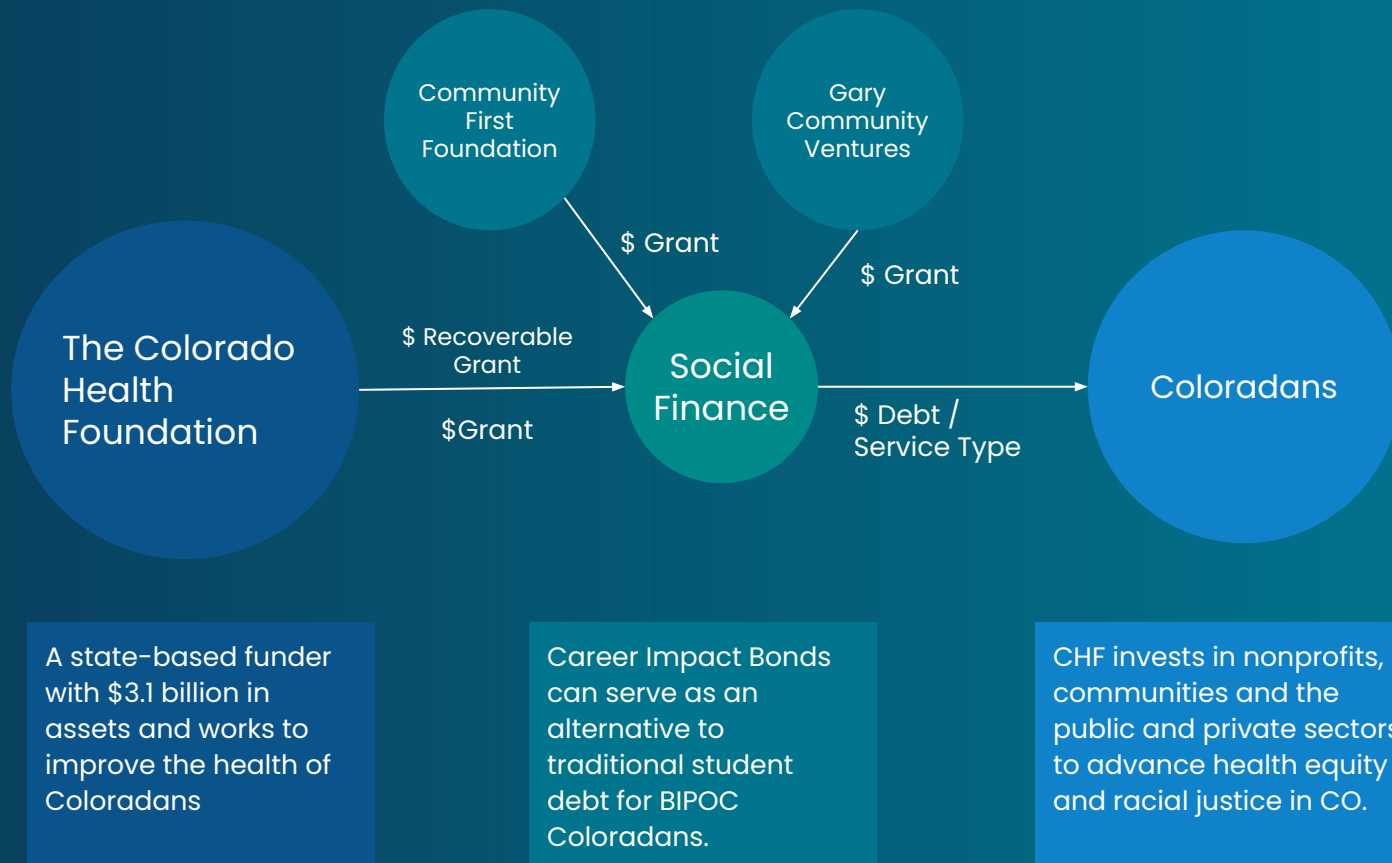 Community
First
Foundation
Gary
Community
Ventures
$ Grant
$ Grant
The Colorado
Health
Foundation
$ Recoverable
Grant
$Grant
Social
Finance
$ Debt /
Service Type
Coloradans
A state-based funder
with $3.1 billion in
assets and works to
improve the health of
Coloradans
Career Impact Bonds
can serve as an
alternative to
traditional student
debt for BIPOC
Coloradans.
CHF invests in nonprofits,
communities and the
public and private sectors
to advance health equity
and racial justice in CO.